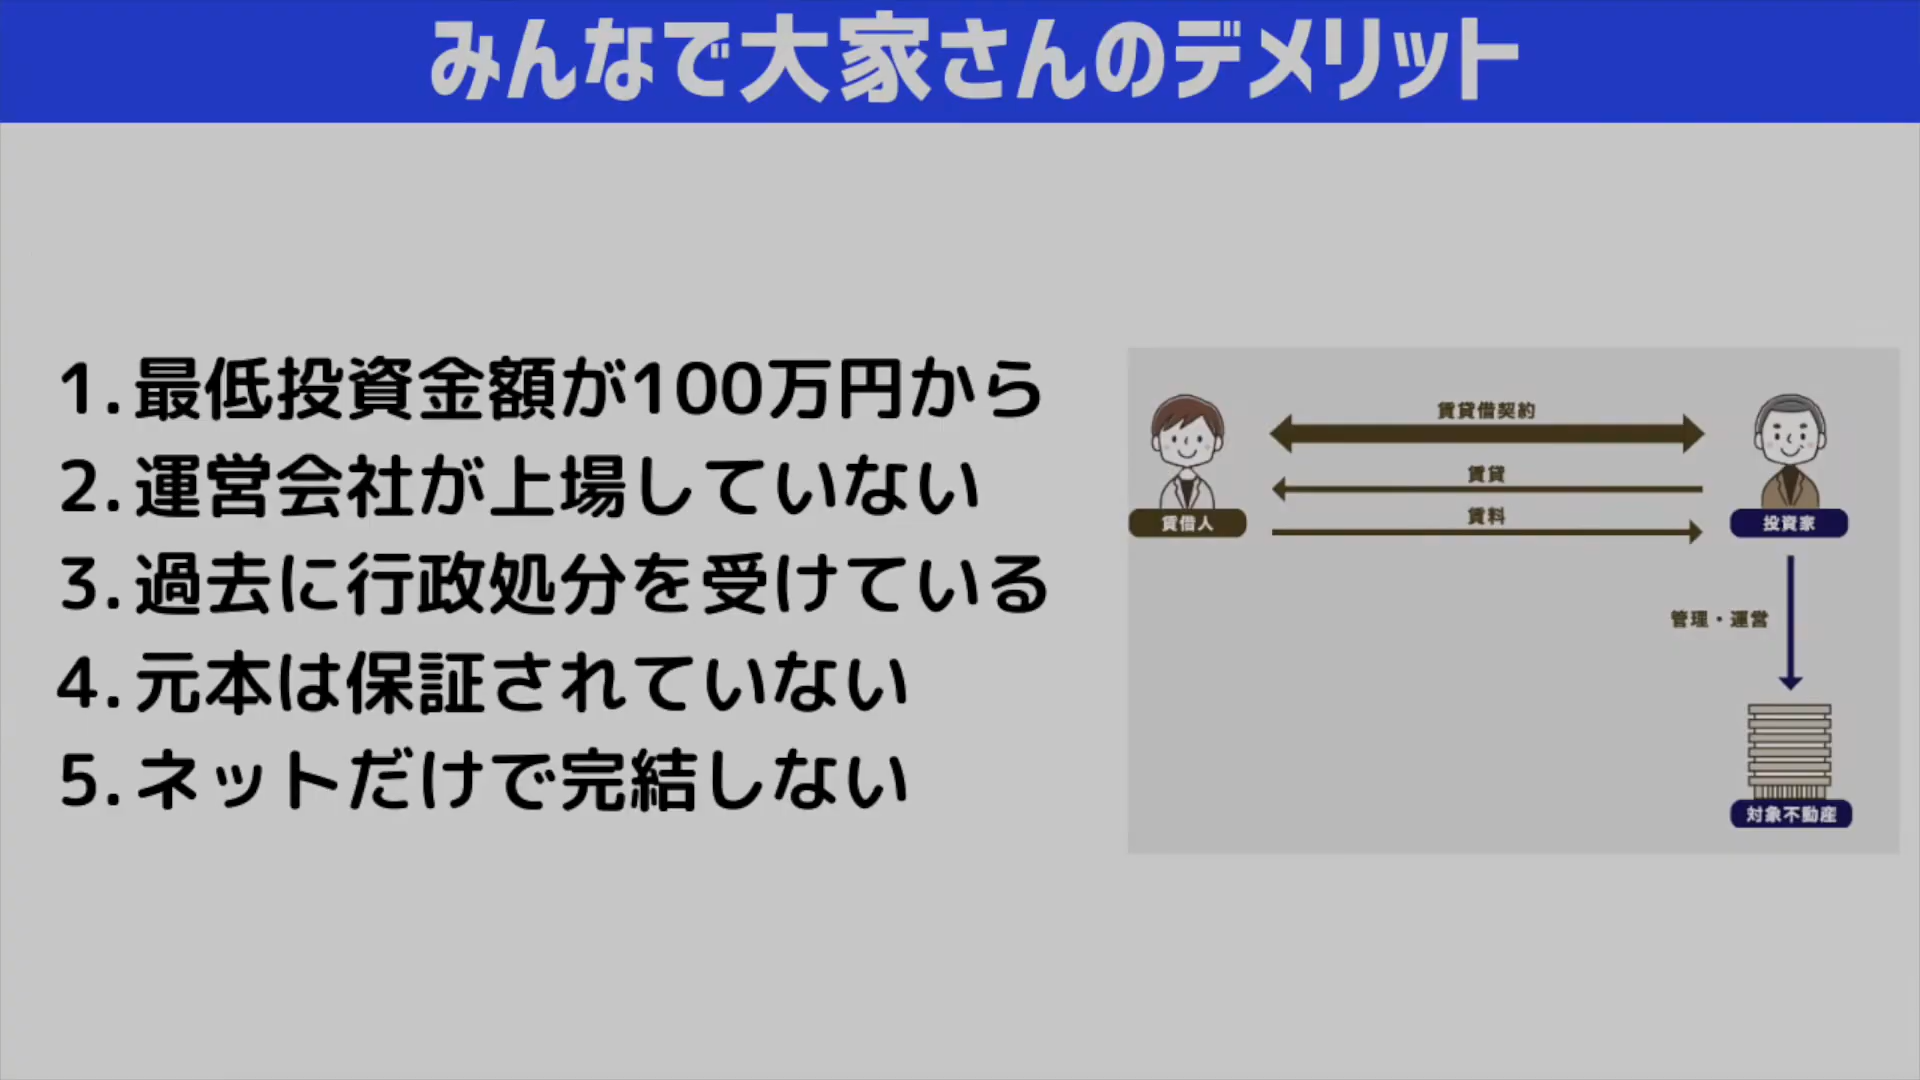 みんなで大家さんのデメリット
1.最低投資金額が100万円から
2.運営会社が上場していない
3.過去に行政処分を受けている
4.元本は保証されていない
5.ネットだけで完結しない
賃貸借契約
賃貸
賃料
賃借人
投資家
管理・運営
対象不動産